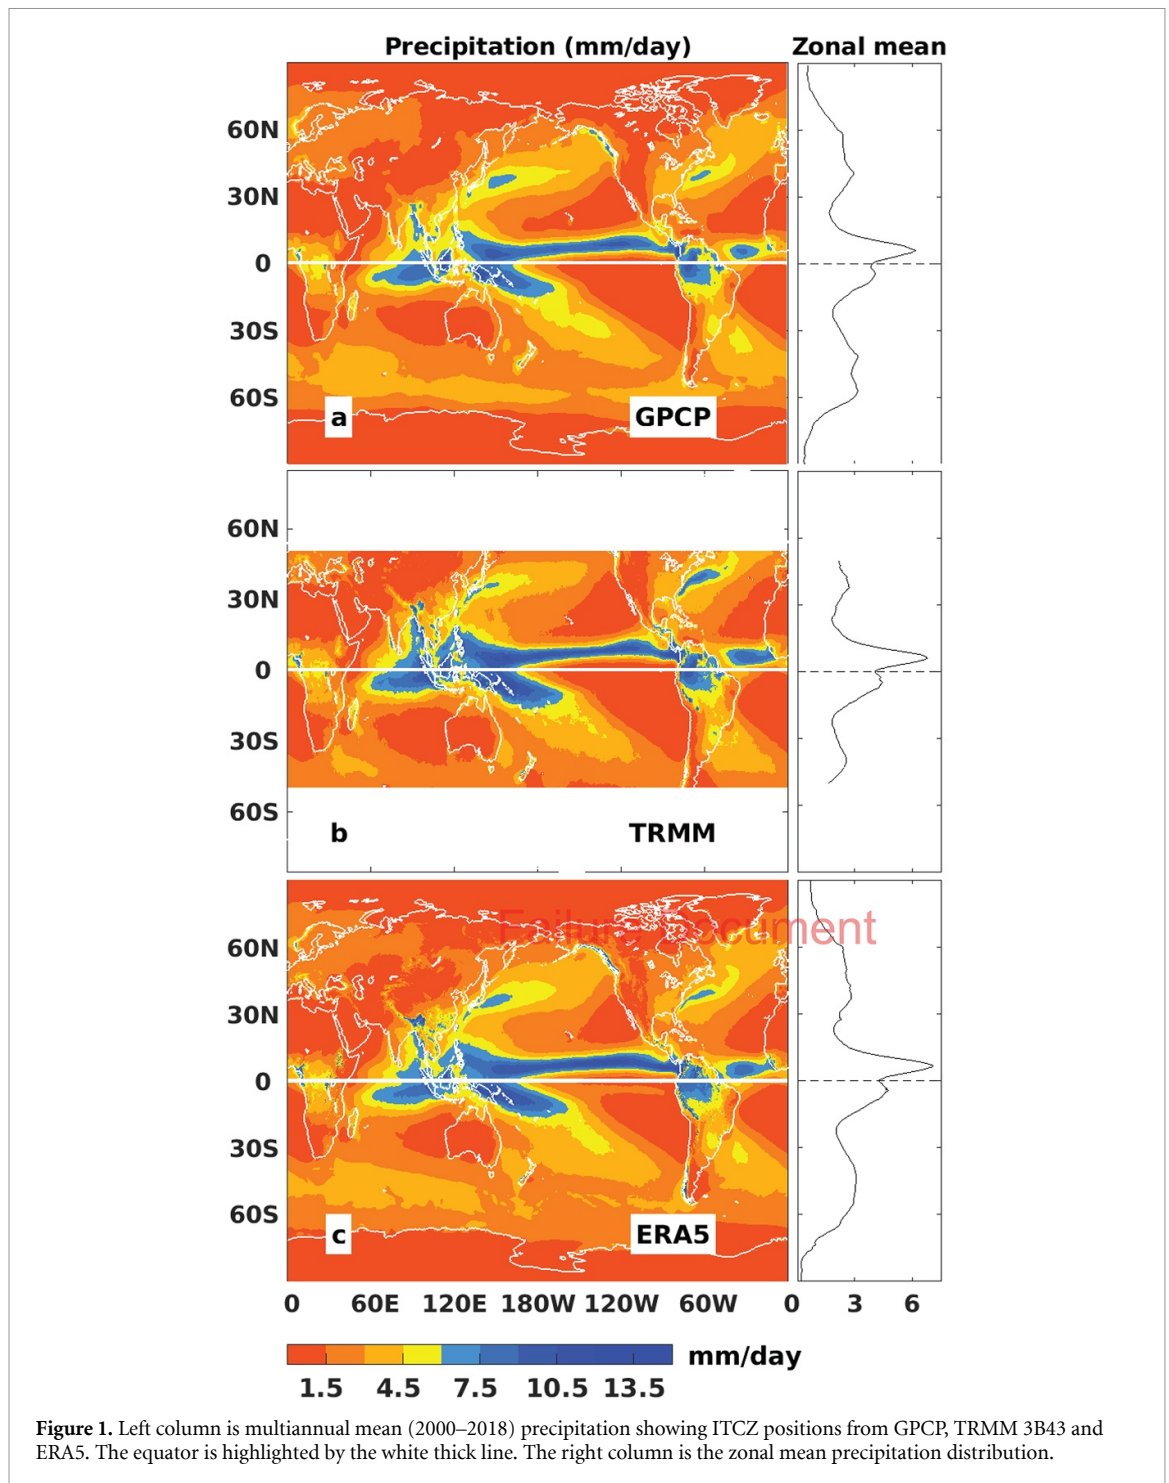 Precipitation (mm/day)
Zonal mean
60N
30N
0
30S
60S
a
GPCP
60N
30N
0
30S
60S
b
TRMM
Failure Document
60N
30N
0
30S
60S
c
ERA5
0 60E 120E 180W 120W 60W 0 3 6
mm/day
1.5 4.5 7.5 10.5 13.5
Figure 1. Left column is multiannual mean (2000–2018) precipitation showing ITCZ positions from GPCP, TRMM 3B43 and
ERA5. The equator is highlighted by the white thick line. The right column is the zonal mean precipitation distribution.